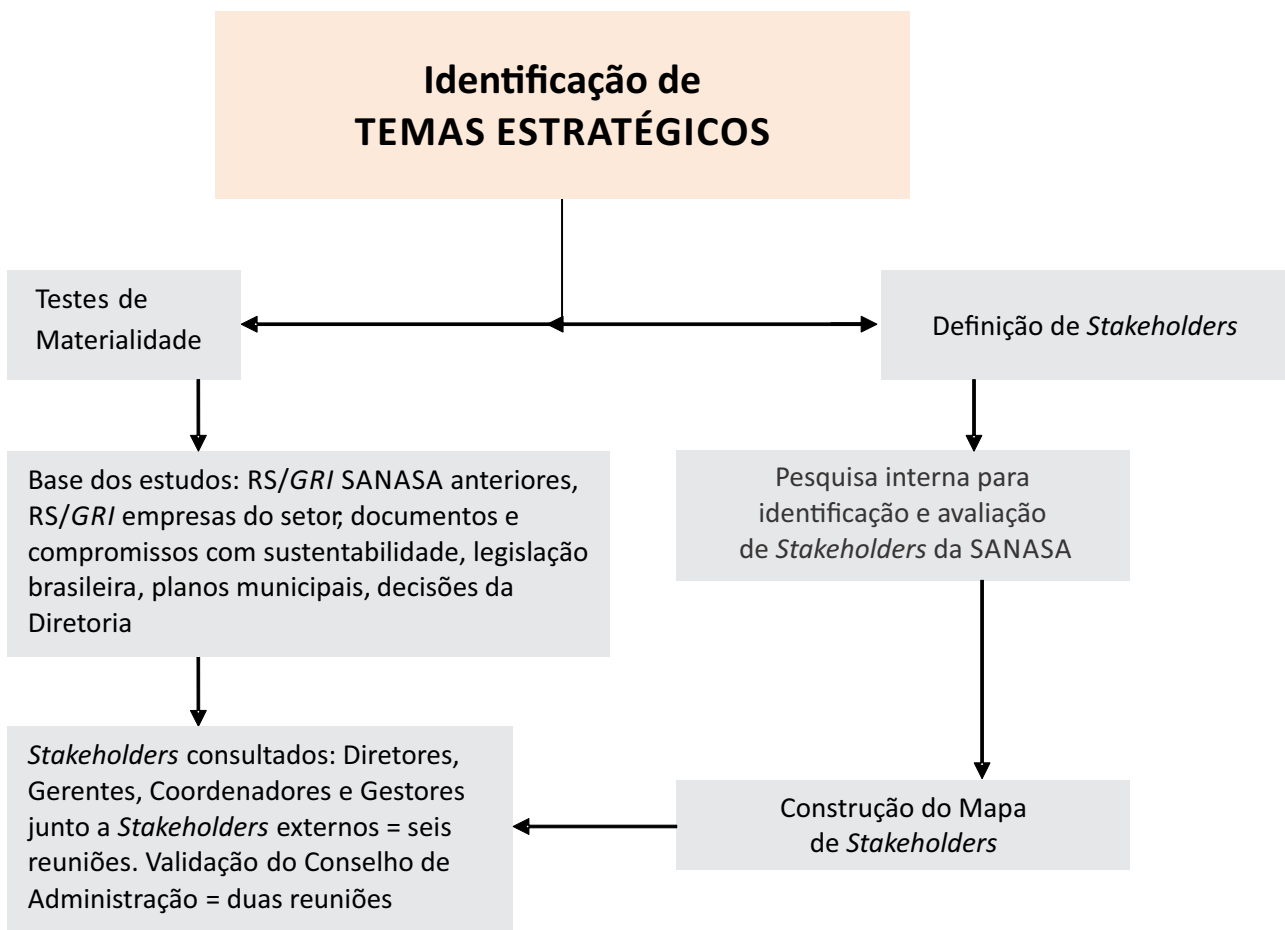 Identificação de
TEMAS ESTRATÉGICOS
Testes de
Materialidade
Definição de Stakeholders
Base dos estudos: RS/GRI SANASA anteriores,
RS/GRI empresas do setor; documentos e
compromissos com sustentabilidade, legislação
brasileira, planos municipais, decisões da
Diretoria
Pesquisa interna para
identificação e avaliação
de Stakeholders da SANASA
Stakeholders consultados: Diretores,
Gerentes, Coordenadores e Gestores
junto a Stakeholders externos = seis
reuniões. Validação do Conselho de
Administração = duas reuniões
Construção do Mapa
de Stakeholders